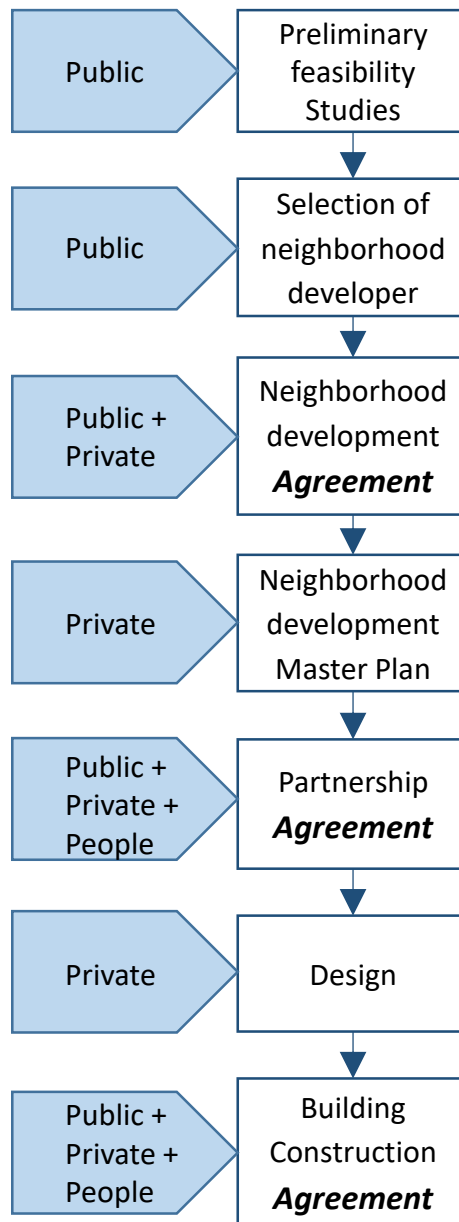 Public
Preliminary
feasibility
Studies
Public
Selection of
neighborhood
developer
Public +
Private
Neighborhood
development
Agreement
Private
Neighborhood
development
Master Plan
Public +
Private +
People
Partnership
Agreement
Private
Design
Public +
Private +
People
Building
Construction
Agreement